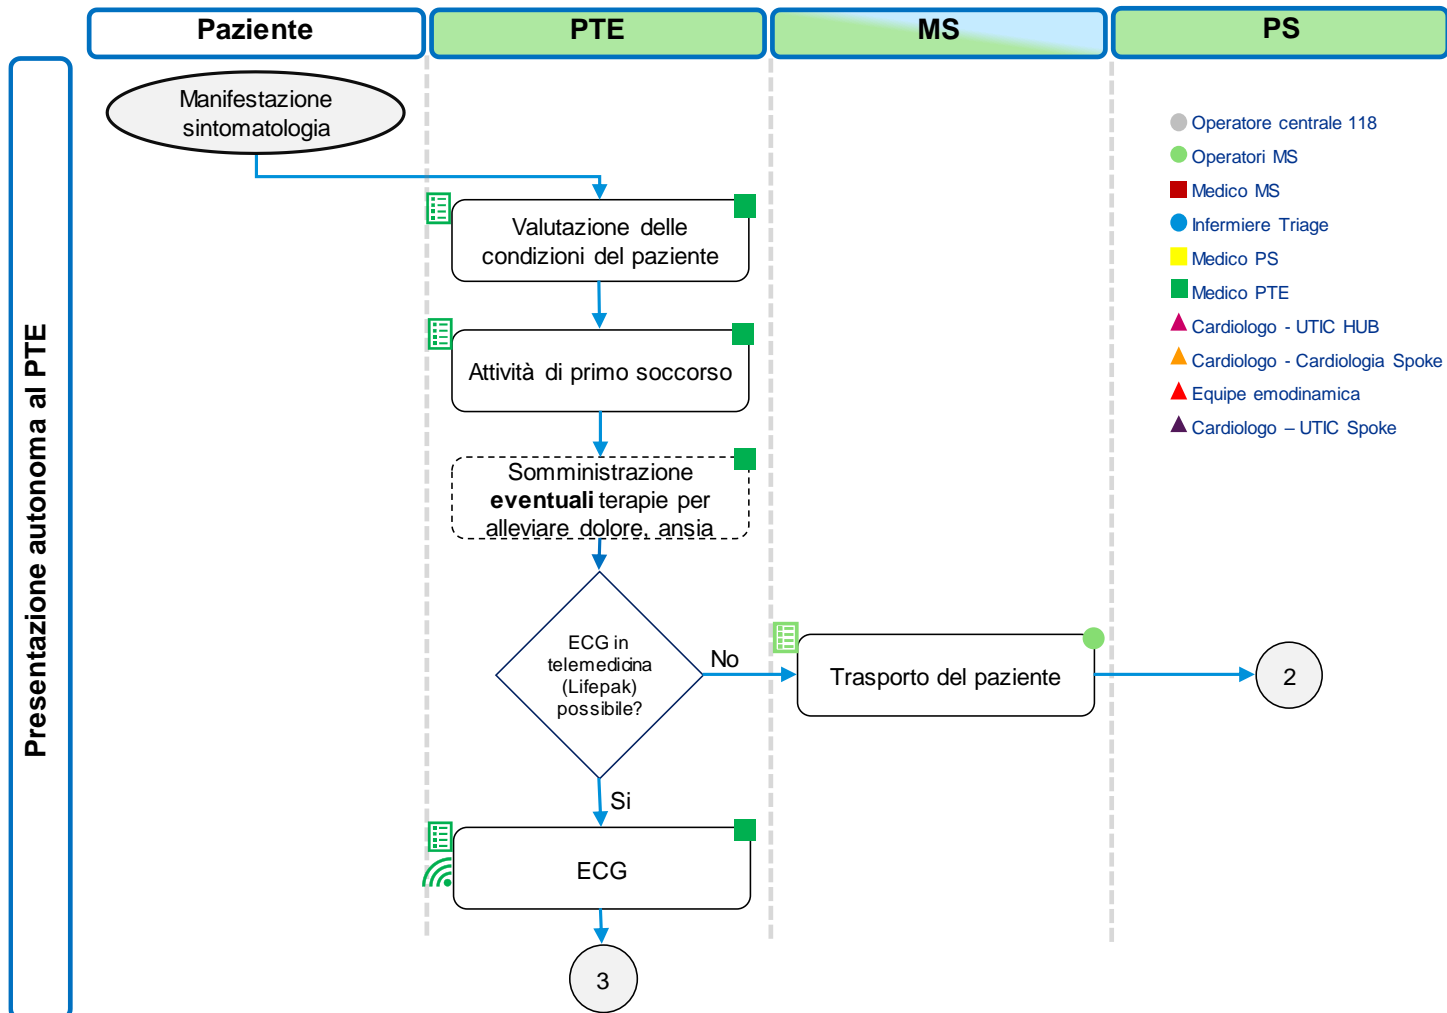 Paziente
PTE
MS
PS
Presentazione autonoma al PTE
Manifestazione
sintomatologia
Operatore centrale 118
Operatori MS
Medico MS
Infermiere Triage
Medico PS
Medico PTE
Cardiologo - UTIC HUB
Cardiologo - Cardiologia Spoke
Equipe emodinamica
Cardiologo – UTIC Spoke
Valutazione delle
condizioni del paziente
Attività di primo soccorso
Somministrazione
eventuali terapie per
alleviare dolore, ansia
ECG in
telemedicina
(Lifepak)
possibile?
No
Trasporto del paziente
2
Si
ECG
3